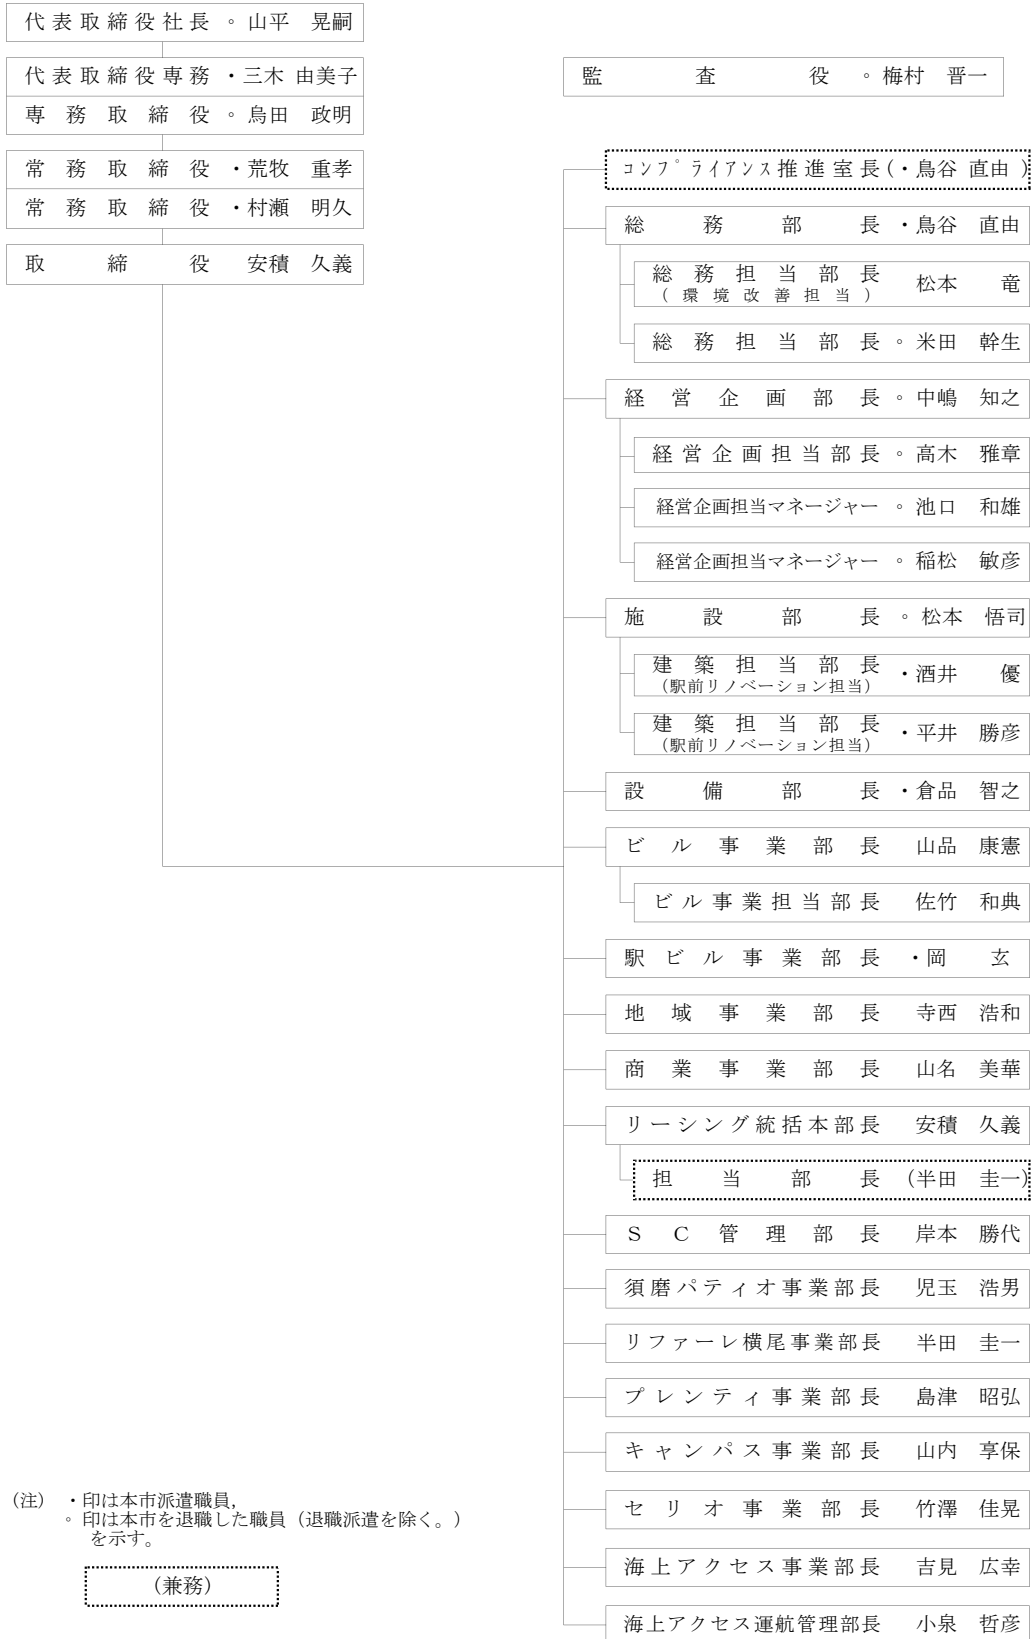 代表取締役社長 ◦ 山平 晃嗣
代表取締役専務 ・三木 由美子
専務取締役 ◦ 烏田 政明
常務取締役 ・荒牧 重孝
常務取締役 ・村瀬 明久
取締役 安積 久義
監査役 ◦ 梅村 晋一
コンプライアンス推進室長 (・鳥谷 直由 )
総務部長 ・鳥谷 直由
総務担当部長
(環境改善担当)
松本 竜
総務担当部長 ◦ 米田 幹生
経営企画部長 ◦ 中嶋 知之
経営企画担当部長 ◦ 高木 雅章
経営企画担当マネージャー ◦ 池口 和雄
経営企画担当マネージャー ◦ 稲松 敏彦
施設部長 ◦ 松本 悟司
建築担当部長
(駅前リノベーション担当)
・酒井 優
建築担当部長
(駅前リノベーション担当)
・平井 勝彦
設備部長 ・倉品 智之
ビル事業部長 山品 康憲
ビル事業担当部長 佐竹 和典
駅ビル事業部長 ・岡 玄
地域事業部長 寺西 浩和
商業事業部長 山名 美華
リーシング統括本部長 安積 久義
担当部長 (半田 圭一)
SC管理部長 岸本 勝代
須磨パティオ事業部長 児玉 浩男
リファーレ横尾事業部長 半田 圭一
プレンティ事業部長 島津 昭弘
キャンパス事業部長 山内 享保
セリオ事業部長 竹澤 佳晃
海上アクセス事業部長 吉見 広幸
海上アクセス運航管理部長 小泉 哲彦
(注) ・印は本市派遣職員,
◦ 印は本市を退職した職員(退職派遣を除く。)
を示す。
(兼務)